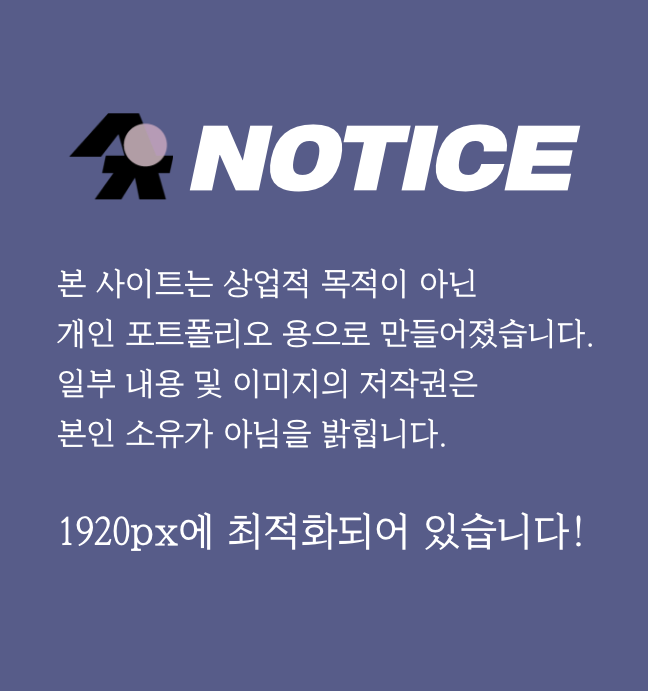 NOTICE
본 사이트는 상업적 목적이 아닌
개인 포트폴리오 용으로 만들어졌습니다.
일부 내용 및 이미지의 저작권은
본인 소유가 아님을 밝힙니다.
1920px에 최적화되어 있습니다!